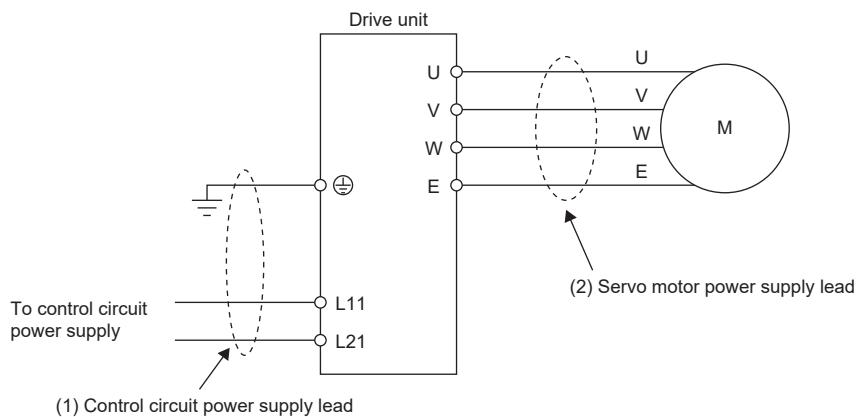 Drive unit
U
V
W
E
U
V
W
E
M
L11
L21
To control circuit
power supply
(2) Servo motor power supply lead
(1) Control circuit power supply lead